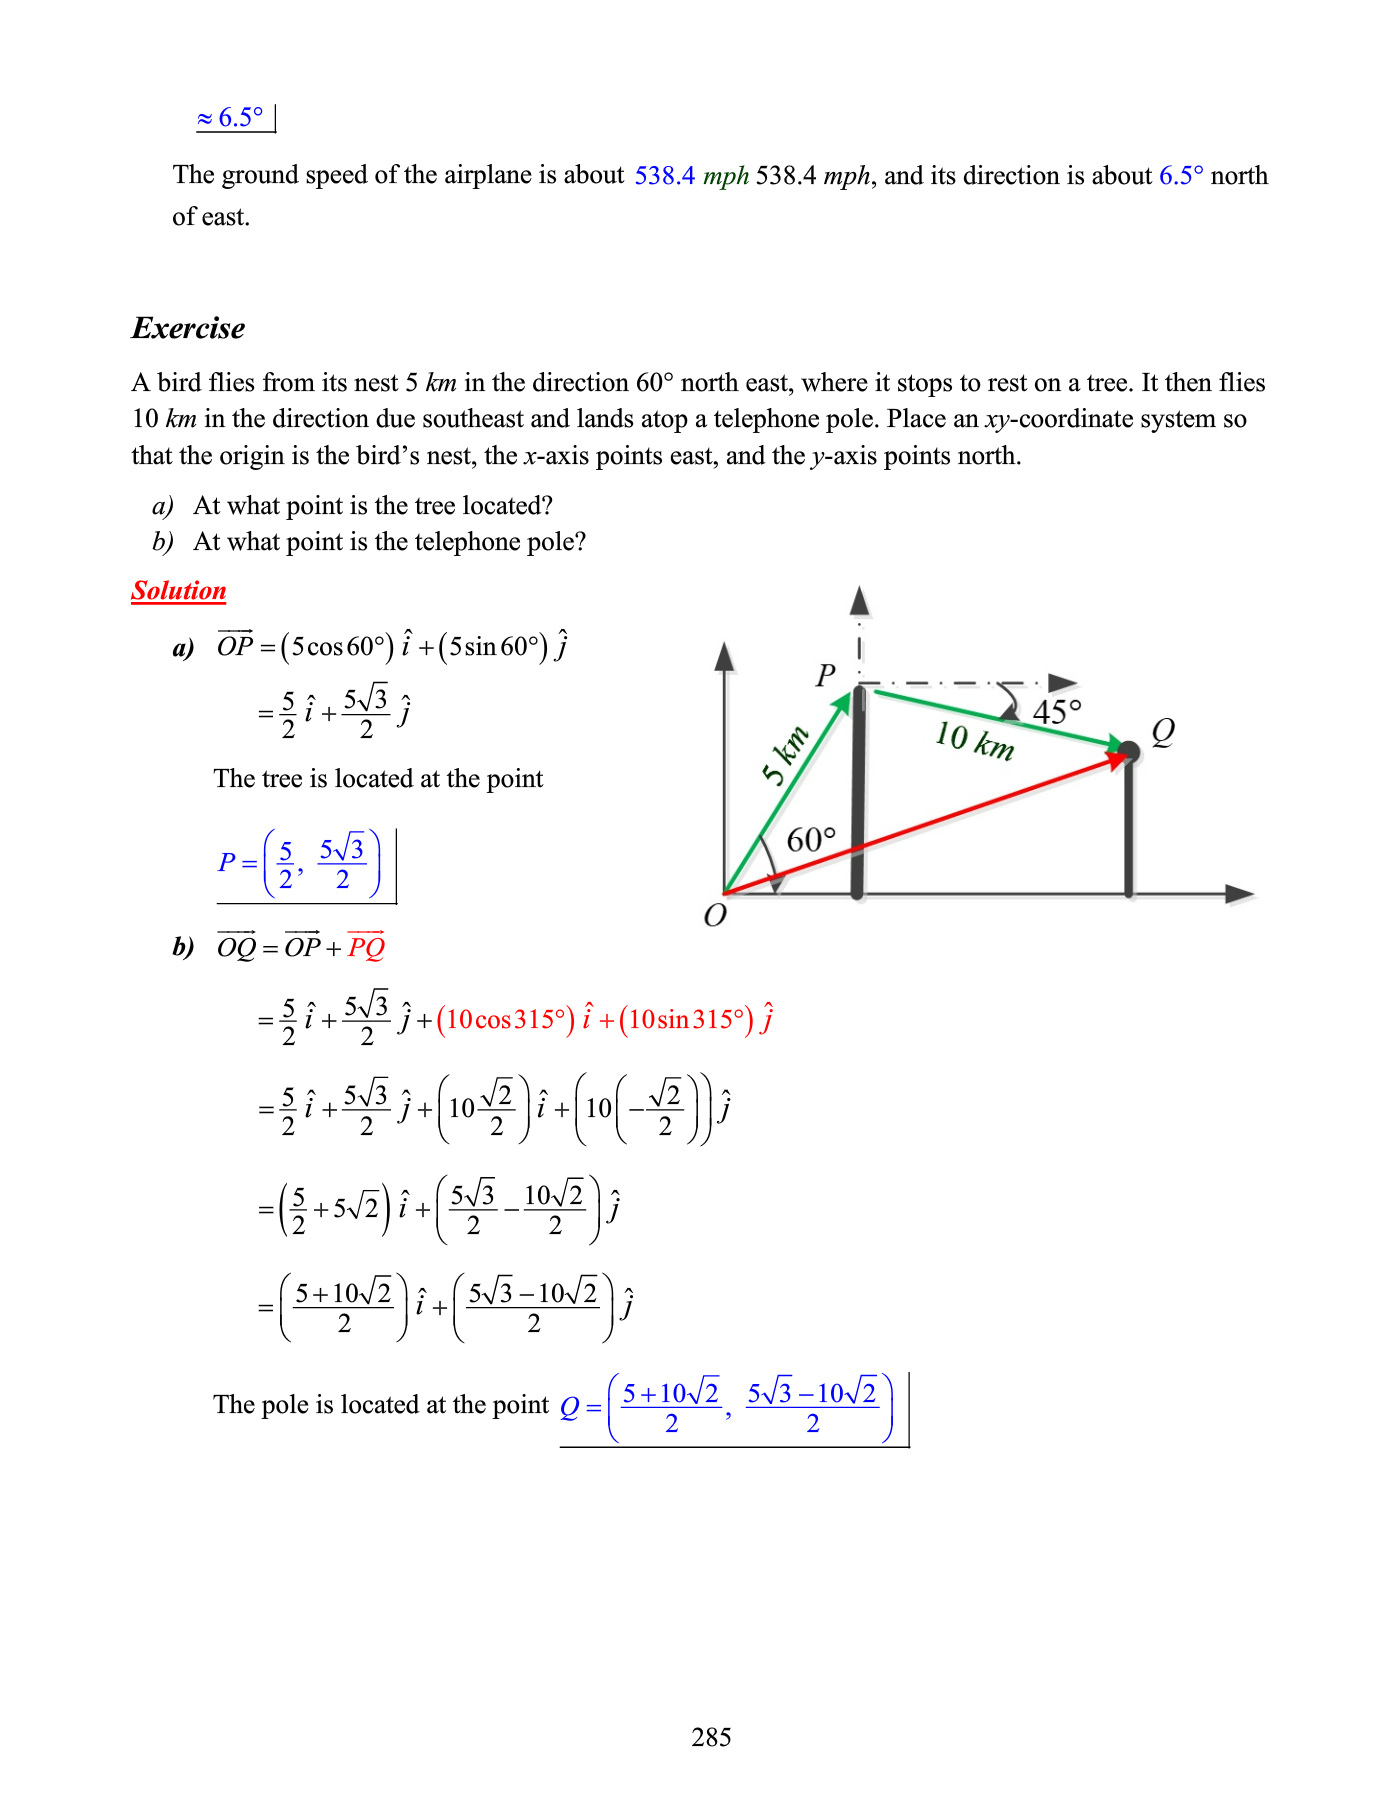 ≈ 6.5°
The ground speed of the airplane is about 538.4 mph 538.4 mph, and its direction is about 6.5° north
of east.
Exercise
A bird flies from its nest 5 km in the direction 60° north east, where it stops to rest on a tree. It then flies
10 km in the direction due southeast and lands atop a telephone pole. Place an xy-coordinate system so
that the origin is the bird's nest, the x-axis points east, and the y-axis points north.
a) At what point is the tree located?
b) At what point is the telephone pole?
Solution
a) $\overrightarrow{OP} = (5\cos 60°)\hat{i} + (5\sin 60°)\hat{j}$
$= \frac{5}{2}\hat{i} + \frac{5\sqrt{3}}{2}\hat{j}$
The tree is located at the point
$P = \left(\frac{5}{2}, \frac{5\sqrt{3}}{2}\right)$
P
45°
Q
5 km
10 km
60°
O
b) $\overrightarrow{OQ} = \overrightarrow{OP} + \overrightarrow{PQ}$
$= \frac{5}{2}\hat{i} + \frac{5\sqrt{3}}{2}\hat{j} + (10\cos 315°)\hat{i} + (10\sin 315°)\hat{j}$
$= \frac{5}{2}\hat{i} + \frac{5\sqrt{3}}{2}\hat{j} + \left(10\frac{\sqrt{2}}{2}\right)\hat{i} + \left(10\left(-\frac{\sqrt{2}}{2}\right)\right)\hat{j}$
$= \left(\frac{5}{2} + 5\sqrt{2}\right)\hat{i} + \left(\frac{5\sqrt{3}}{2} - \frac{10\sqrt{2}}{2}\right)\hat{j}$
$= \left(\frac{5+10\sqrt{2}}{2}\right)\hat{i} + \left(\frac{5\sqrt{3}-10\sqrt{2}}{2}\right)\hat{j}$
The pole is located at the point $Q = \left(\frac{5+10\sqrt{2}}{2}, \frac{5\sqrt{3}-10\sqrt{2}}{2}\right)$
285